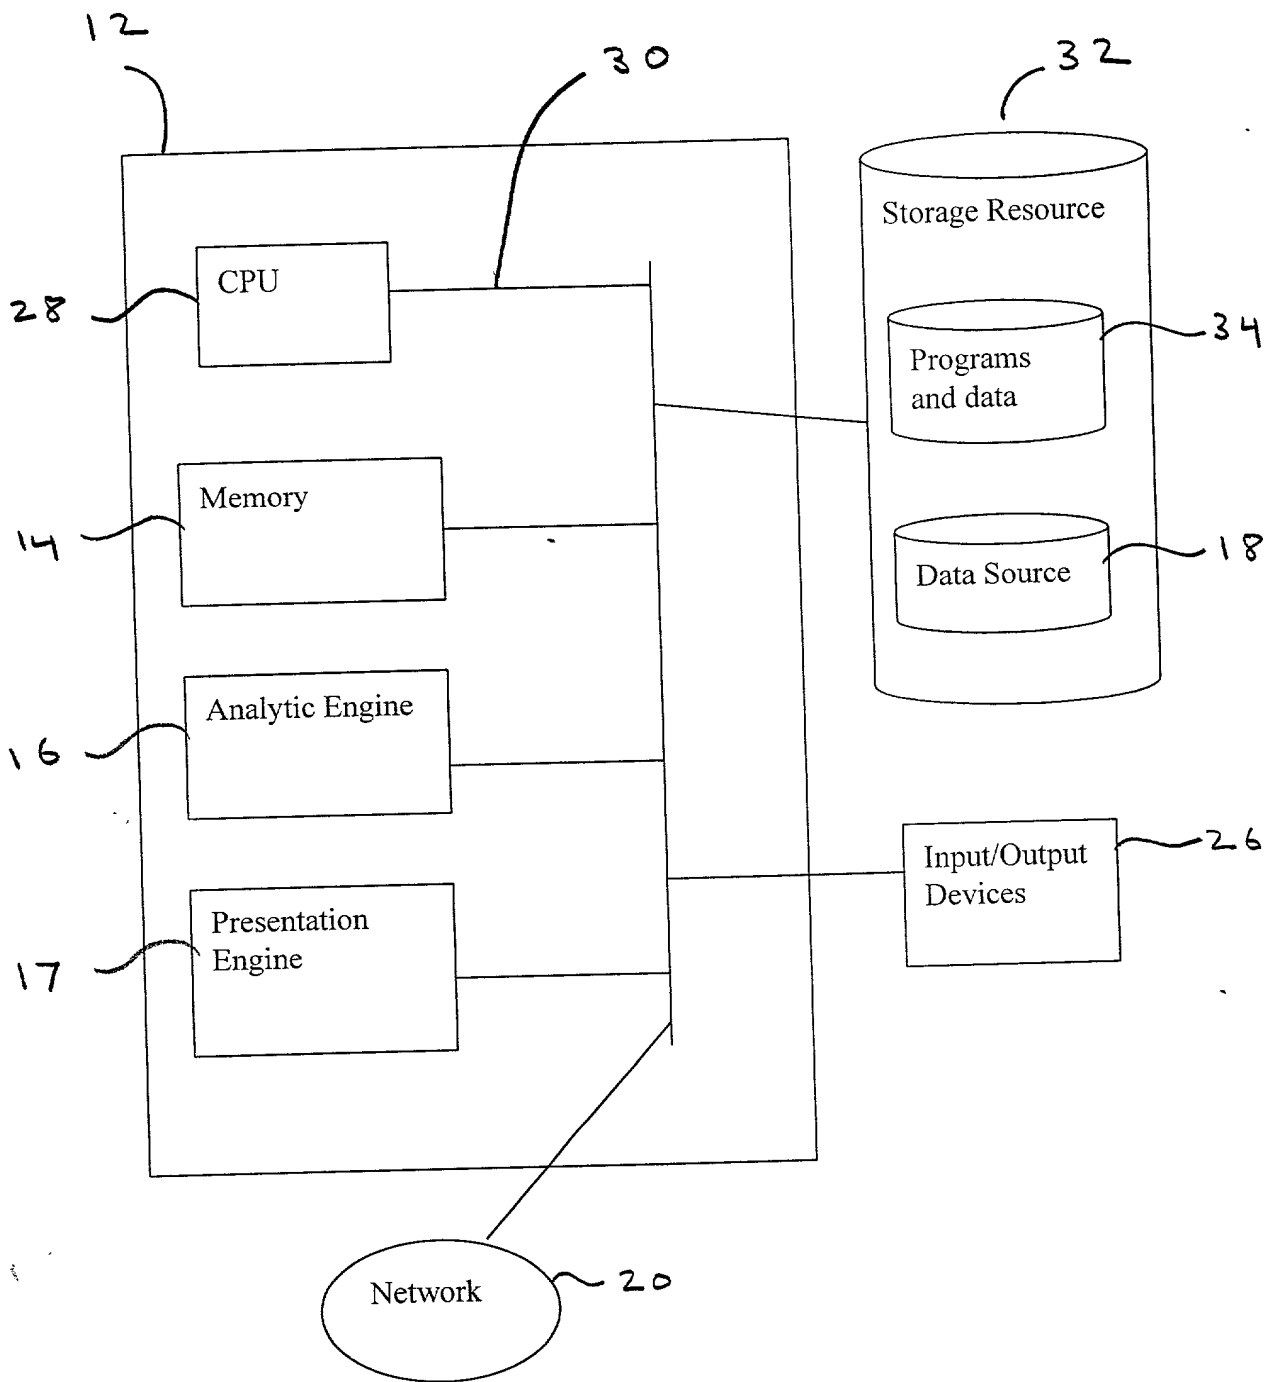 12
30
32
Storage Resource
CPU
28
34
Programs
and data
Memory
14
18
Data Source
Analytic Engine
16
26
Input/Output
Devices
Presentation
Engine
17
20
Network